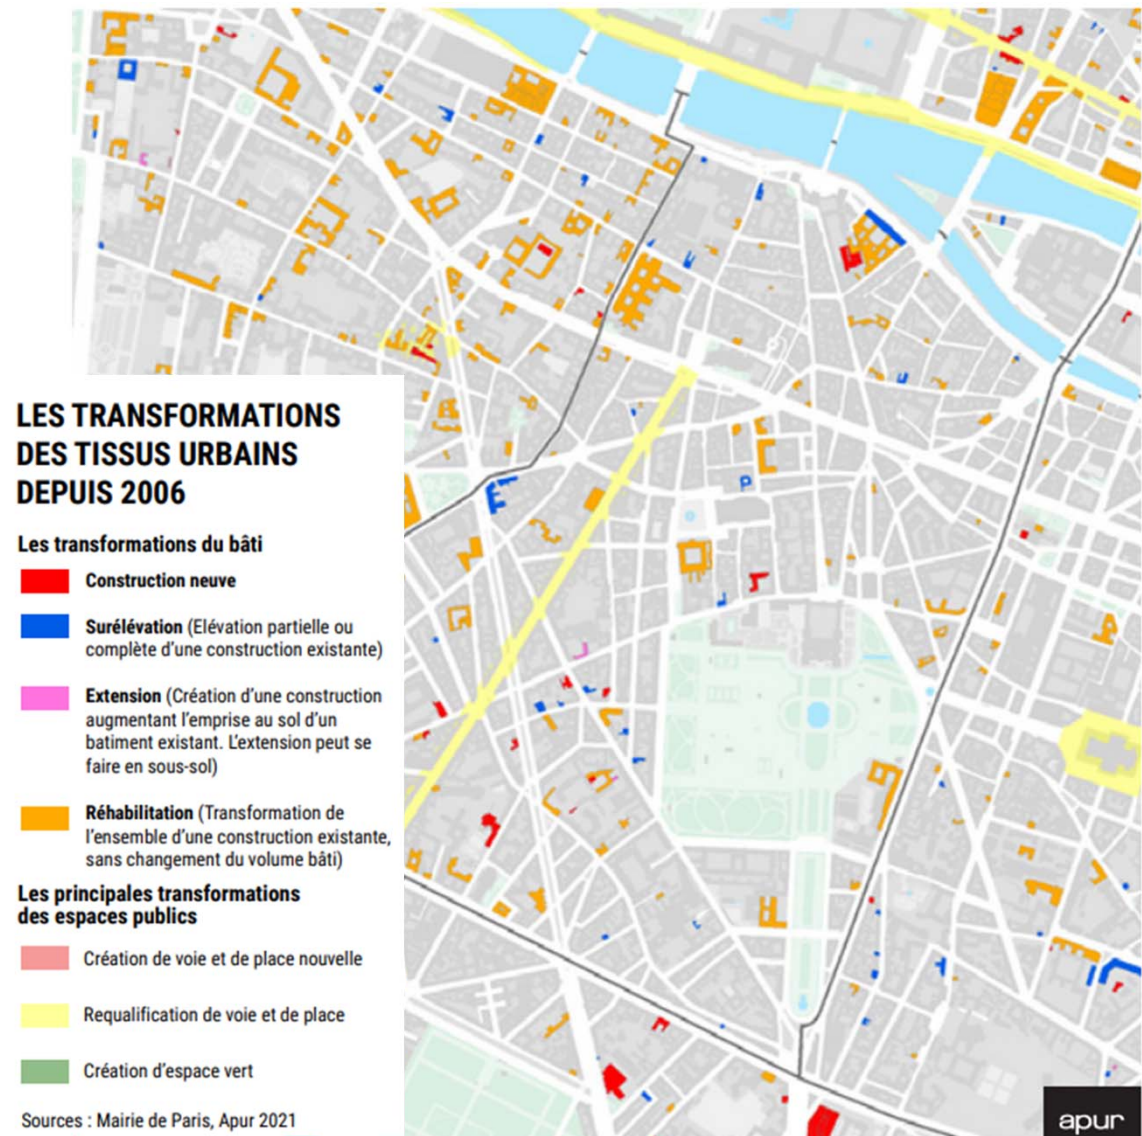 LES TRANSFORMATIONS
DES TISSUS URBAINS
DEPUIS 2006
Les transformations du bâti
Construction neuve
Surélévation (Elévation partielle ou
complète d'une construction existante)
Extension (Création d'une construction
augmentant l'emprise au sol d'un
batiment existant. L'extension peut se
faire en sous-sol)
Réhabilitation (Transformation de
l'ensemble d'une construction existante,
sans changement du volume bâti)
Les principales transformations
des espaces publics
Création de voie et de place nouvelle
Requalification de voie et de place
Création d'espace vert
Sources : Mairie de Paris, Apur 2021
apur